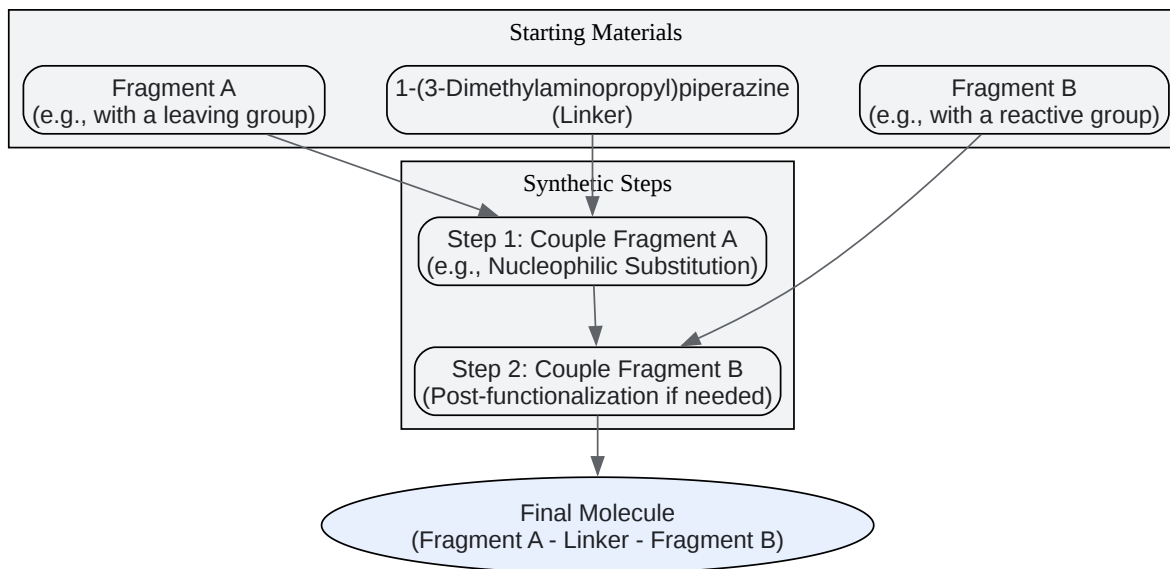 Starting Materials
Fragment A
(e.g., with a leaving group)
1-(3-Dimethylaminopropyl)piperazine
(Linker)
Fragment B
(e.g., with a reactive group)
Synthetic Steps
Step 1: Couple Fragment A
(e.g., Nucleophilic Substitution)
Step 2: Couple Fragment B
(Post-functionalization if needed)
Final Molecule
(Fragment A - Linker - Fragment B)